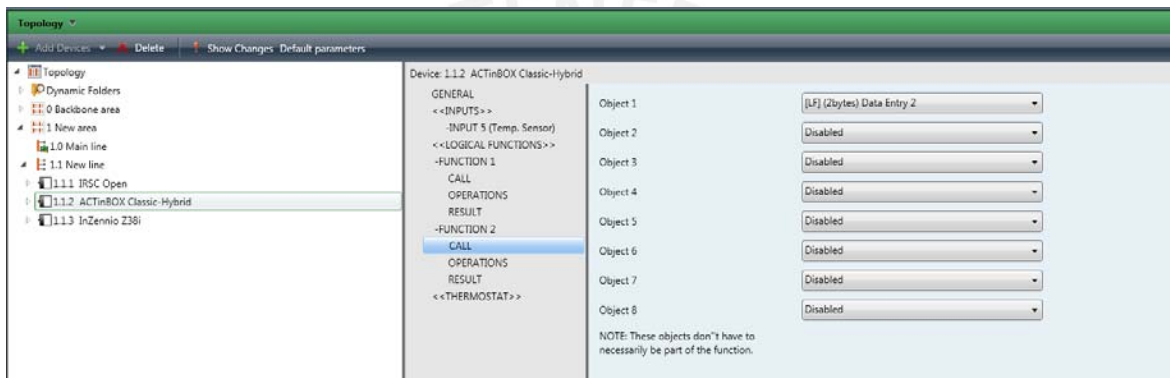 Topology
Add Devices Delete Show Changes Default parameters
Topology
Dynamic Folders
0 Backbone area
1 New area
1.0 Main line
1.1 New line
1.1.1 IRSC Open
1.1.2 ACTinBOX Classic-Hybrid
1.1.3 InZennio Z38i
Device: 1.1.2 ACTinBOX Classic-Hybrid
GENERAL
<<INPUTS>>
-INPUT 5 (Temp. Sensor)
<<LOGICAL FUNCTIONS>>
-FUNCTION 1
CALL
OPERATIONS
RESULT
-FUNCTION 2
CALL
OPERATIONS
RESULT
<<THERMOSTAT>>
Object 1 [LF] (2bytes) Data Entry 2
Object 2 Disabled
Object 3 Disabled
Object 4 Disabled
Object 5 Disabled
Object 6 Disabled
Object 7 Disabled
Object 8 Disabled
NOTE: These objects don"t have to
necessarily be part of the function.